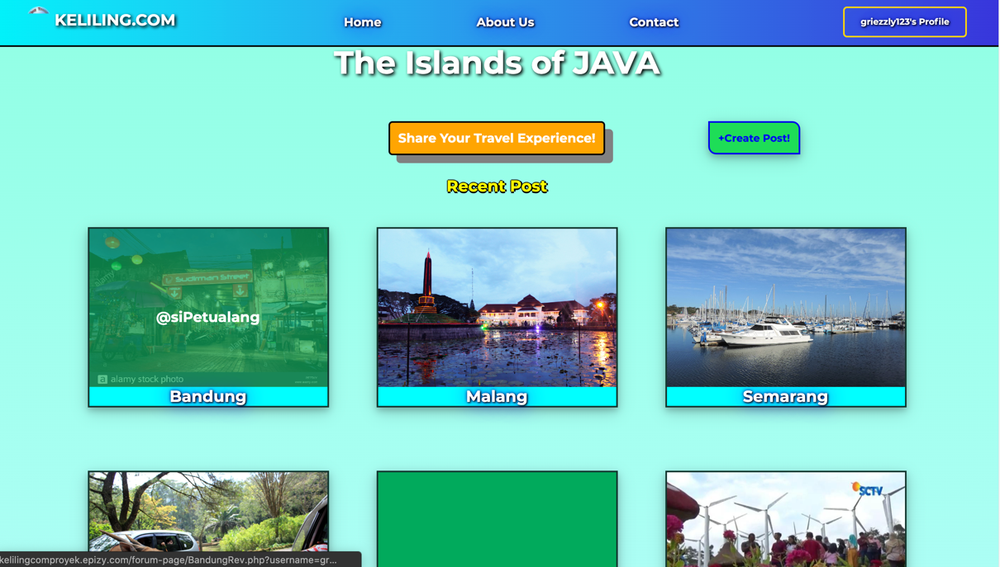 KELILING.COM
Home
About Us
Contact
griezzly123's Profile
The Islands of JAVA
Share Your Travel Experience!
+Create Post!
Recent Post
Sudirman Street
@siPetualang
a alamy stock photo
Bandung
Malang
Semarang
SCTV
kelilingcomproyek.epizy.com/forum-page/BandungRev.php?username=gr...